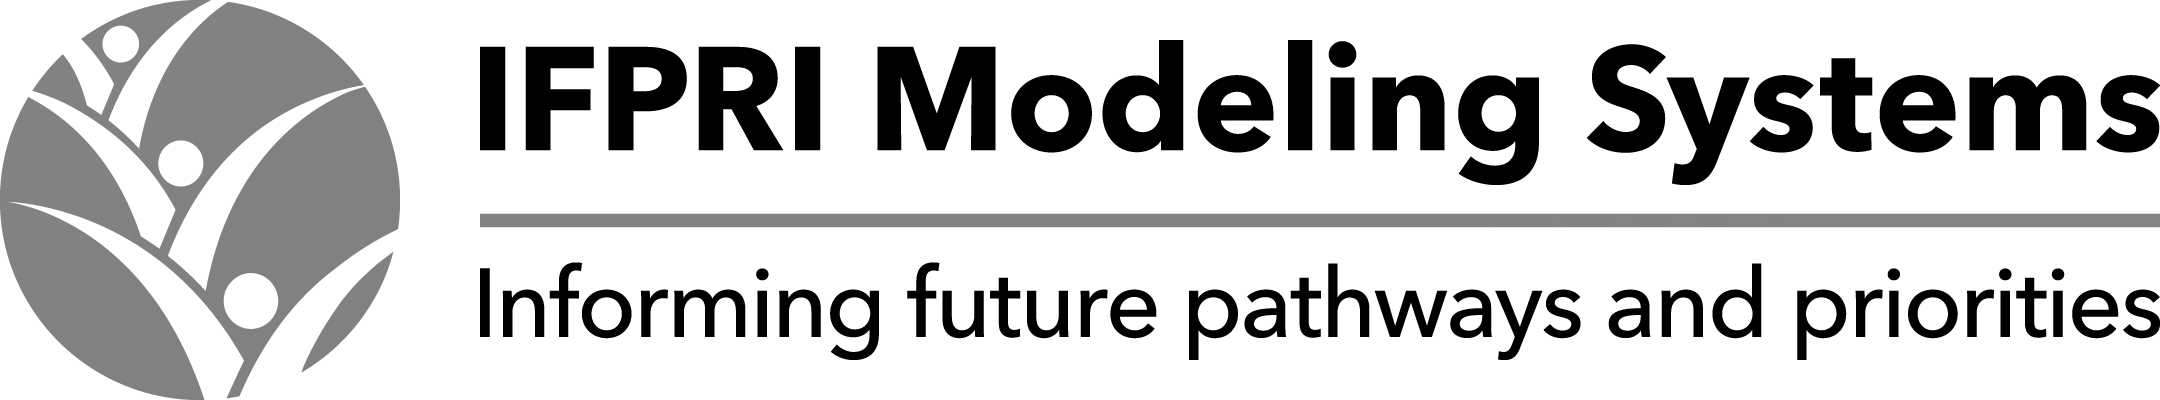 IFPRI Modeling Systems
Informing future pathways and priorities